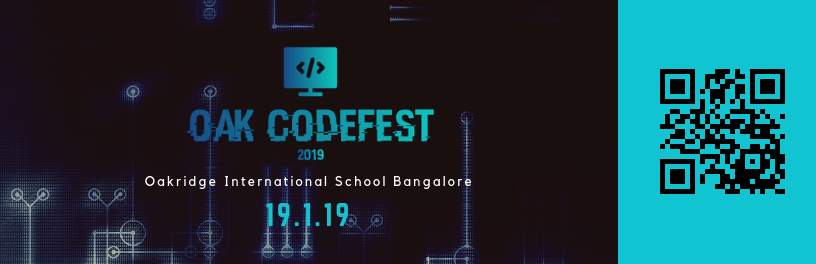 </>
OAK CODEFEST
2019
Oakridge International School Bangalore
19.1.19